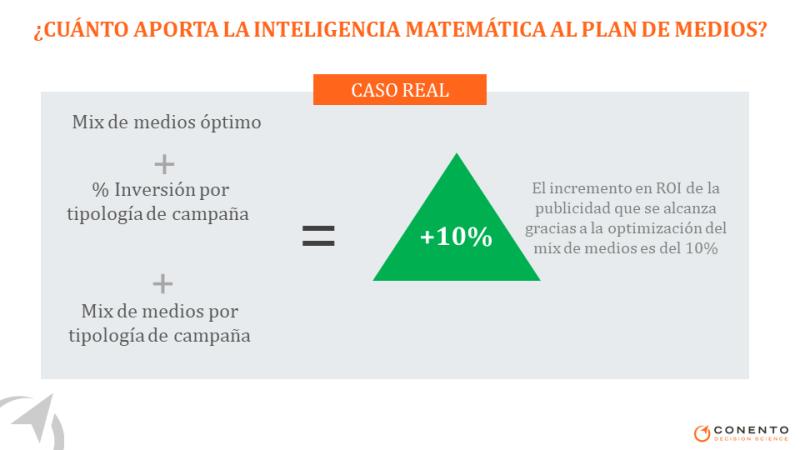 ¿CUÁNTO APORTA LA INTELIGENCIA MATEMÁTICA AL PLAN DE MEDIOS?
CASO REAL
Mix de medios óptimo
+
% Inversión por
tipología de campaña
+
Mix de medios por
tipología de campaña
=
+10%
El incremento en ROI de la
publicidad que se alcanza
gracias a la optimización del
mix de medios es del 10%
CONENTO
DECISION SCIENCE